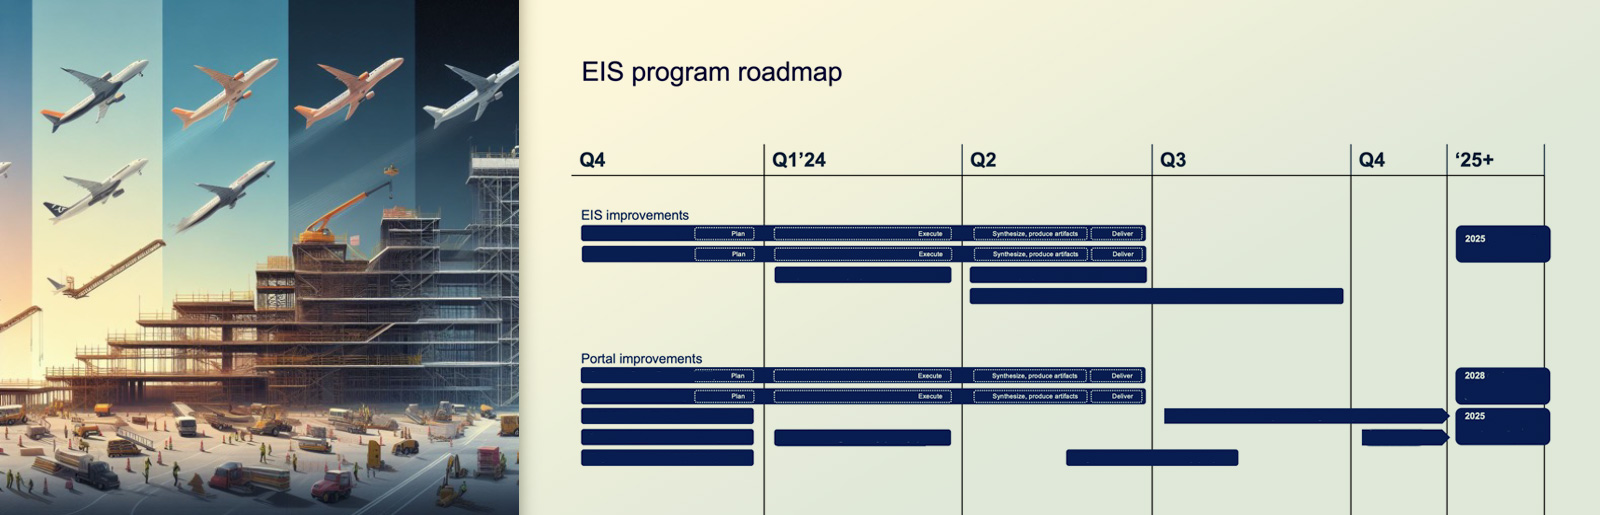 EIS program roadmap
Q4 Q1’24 Q2 Q3 Q4 ‘25+
EIS improvements
Plan Execute Synthesize, produce artifacts Deliver 2025
Plan Execute Synthesize, produce artifacts Deliver
Portal improvements
Plan Execute Synthesize, produce artifacts Deliver 2028
Plan Execute Synthesize, produce artifacts Deliver
2025